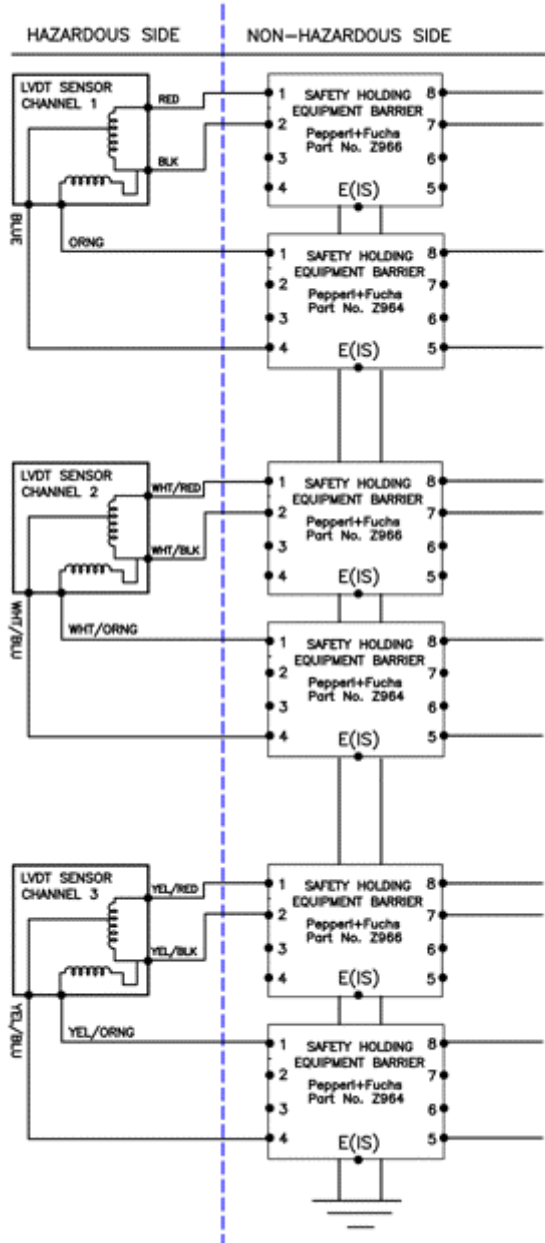 HAZARDOUS SIDE
NON-HAZARDOUS SIDE
LVDT SENSOR
CHANNEL 1
RED
BLK
BLUE
ORNG
1
2
3
4
SAFETY HOLDING
EQUIPMENT BARRIER
Pepperl+Fuchs
Part No. Z966
E(IS)
8
7
6
5
1
2
3
4
SAFETY HOLDING
EQUIPMENT BARRIER
Pepperl+Fuchs
Part No. Z964
E(IS)
8
7
6
5
LVDT SENSOR
CHANNEL 2
WHT/RED
WHT/BLK
WHT/BLU
WHT/ORNG
1
2
3
4
SAFETY HOLDING
EQUIPMENT BARRIER
Pepperl+Fuchs
Part No. Z966
E(IS)
8
7
6
5
1
2
3
4
SAFETY HOLDING
EQUIPMENT BARRIER
Pepperl+Fuchs
Part No. Z964
E(IS)
8
7
6
5
LVDT SENSOR
CHANNEL 3
YEL/RED
YEL/BLK
YEL/BLU
YEL/ORNG
1
2
3
4
SAFETY HOLDING
EQUIPMENT BARRIER
Pepperl+Fuchs
Part No. Z966
E(IS)
8
7
6
5
1
2
3
4
SAFETY HOLDING
EQUIPMENT BARRIER
Pepperl+Fuchs
Part No. Z964
E(IS)
8
7
6
5